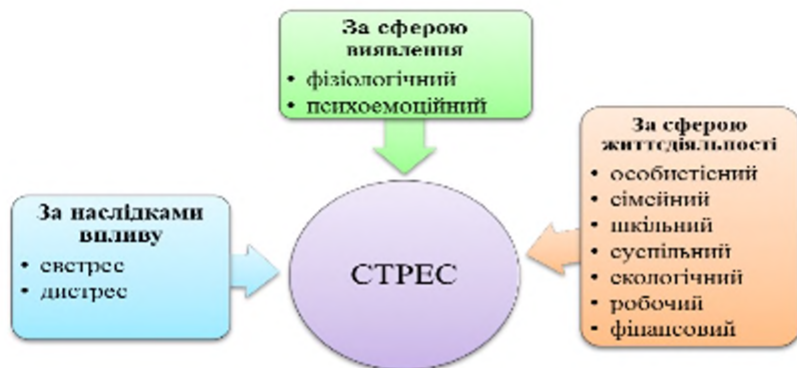 За сферою
виявлення
• фізіологічний
• психоемоційний
За наслідками
впливу
• евстрес
• дистрес
СТРЕС
За сферою
життєдіяльності
• особистісний
• сімейний
• шкільний
• суспільний
• екологічний
• робочий
• фінансовий